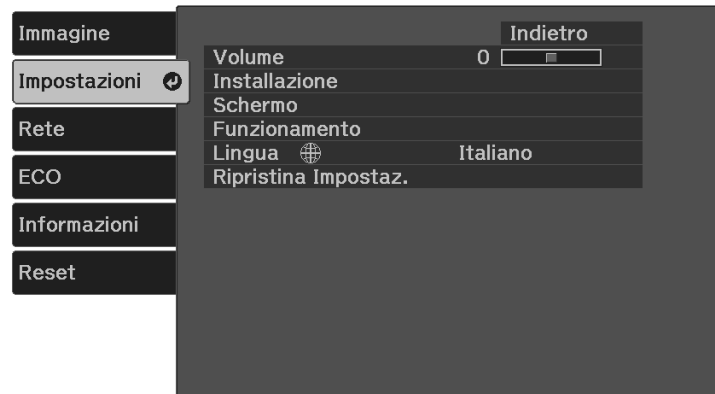 Immagine
Impostazioni
Rete
ECO
Informazioni
Reset
Indietro
Volume 0
Installazione
Schermo
Funzionamento
Lingua Italiano
Ripristina Impostaz.